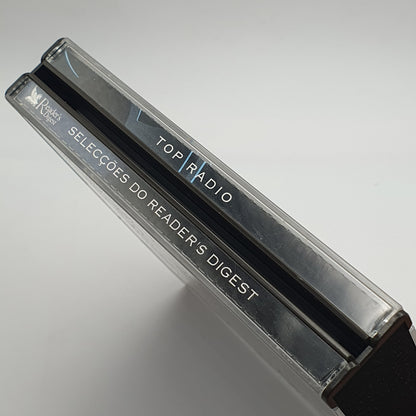 TOP RADIO
Reader's
Digest
SELECÇÕES DO READER'S DIGEST